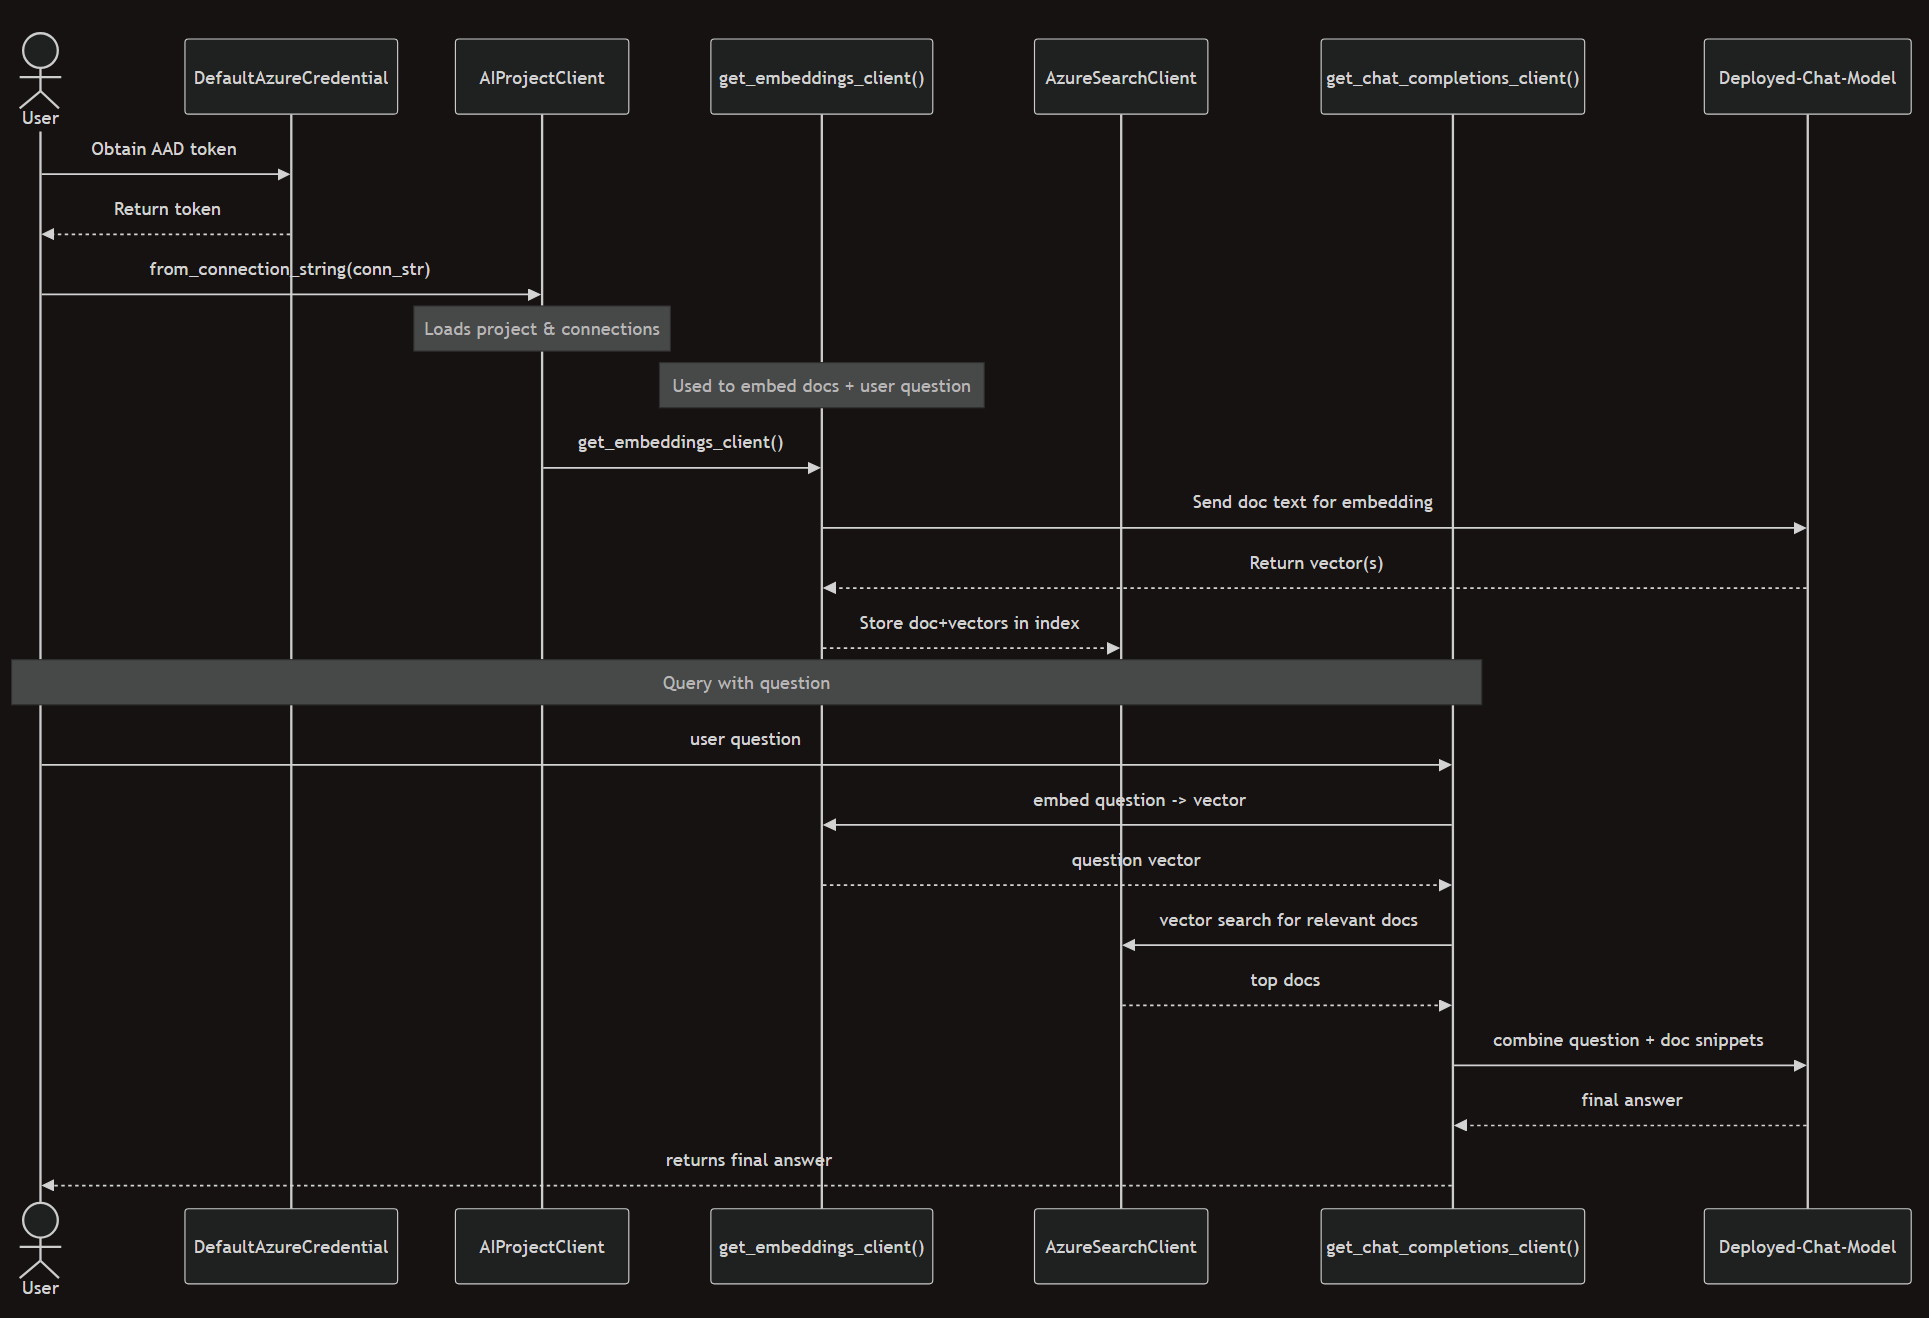 User
DefaultAzureCredential
AIProjectClient
get_embeddings_client()
AzureSearchClient
get_chat_completions_client()
Deployed-Chat-Model
Obtain AAD token
Return token
from_connection_string(conn_str)
Loads project & connections
Used to embed docs + user question
get_embeddings_client()
Send doc text for embedding
Return vector(s)
Store doc+vectors in index
Query with question
user question
embed question -> vector
question vector
vector search for relevant docs
top docs
combine question + doc snippets
final answer
returns final answer
User
DefaultAzureCredential
AIProjectClient
get_embeddings_client()
AzureSearchClient
get_chat_completions_client()
Deployed-Chat-Model